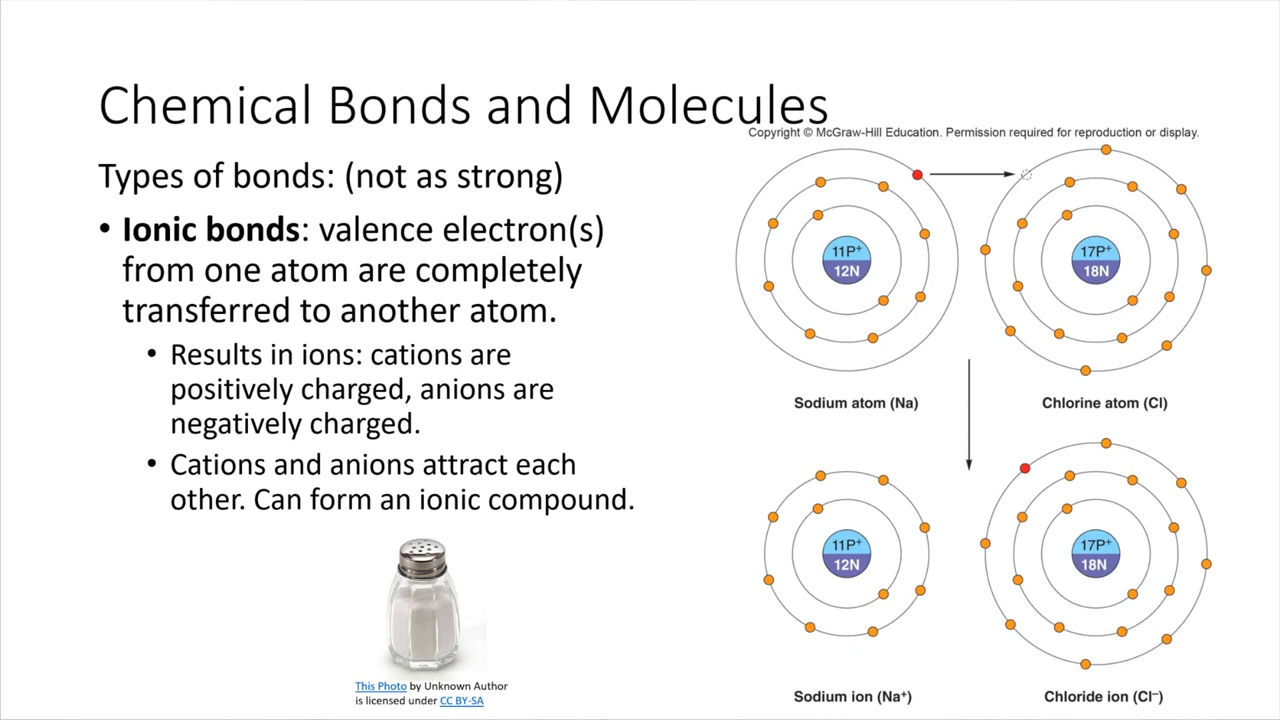 Chemical Bonds and Molecules
Copyright © McGraw-Hill Education. Permission required for reproduction or display.
Types of bonds: (not as strong)
• Ionic bonds: valence electron(s)
from one atom are completely
transferred to another atom.
• Results in ions: cations are
positively charged, anions are
negatively charged.
• Cations and anions attract each
other. Can form an ionic compound.
This Photo by Unknown Author
is licensed under CC BY-SA
11P⁺
12N
17P⁺
18N
Sodium atom (Na)
Chlorine atom (Cl)
11P⁺
12N
17P⁺
18N
Sodium ion (Na⁺)
Chloride ion (Cl⁻)